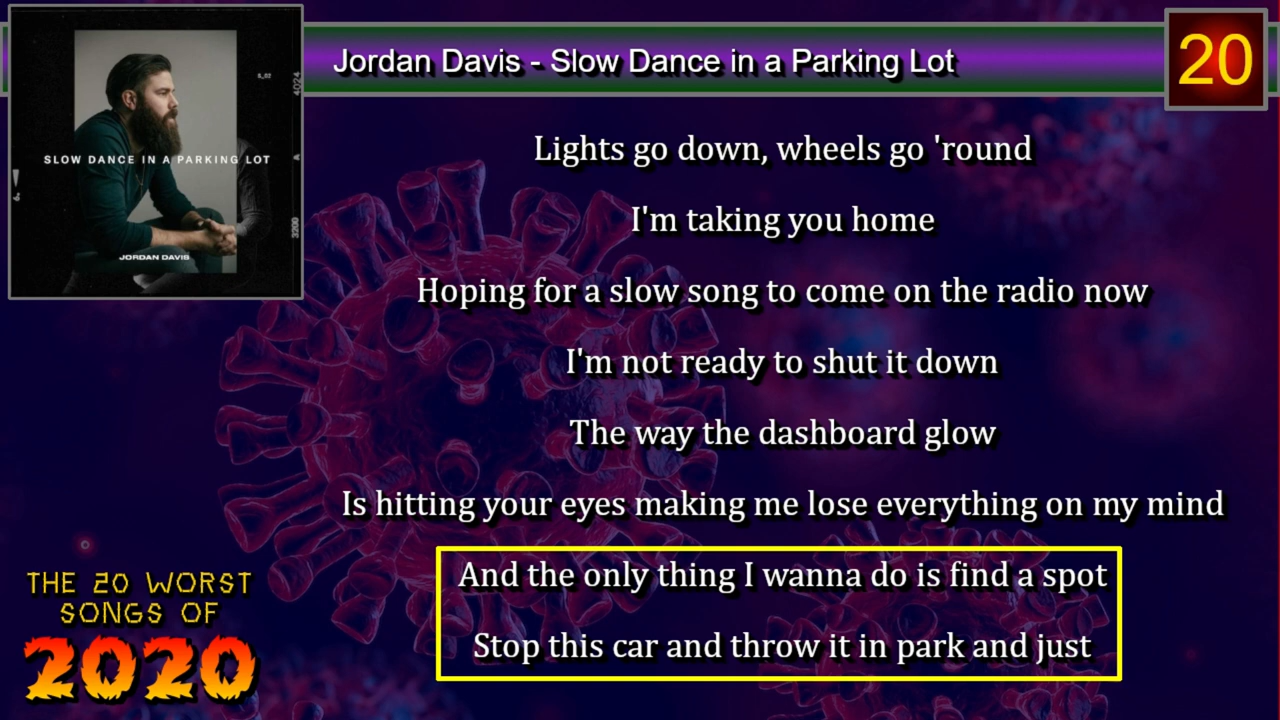 Jordan Davis - Slow Dance in a Parking Lot
20
SLOW DANCE IN A PARKING LOT
JORDAN DAVIS
4024
A
3200
Lights go down, wheels go 'round
I'm taking you home
Hoping for a slow song to come on the radio now
I'm not ready to shut it down
The way the dashboard glow
Is hitting your eyes making me lose everything on my mind
And the only thing I wanna do is find a spot
Stop this car and throw it in park and just
THE 20 WORST
SONGS OF
2020